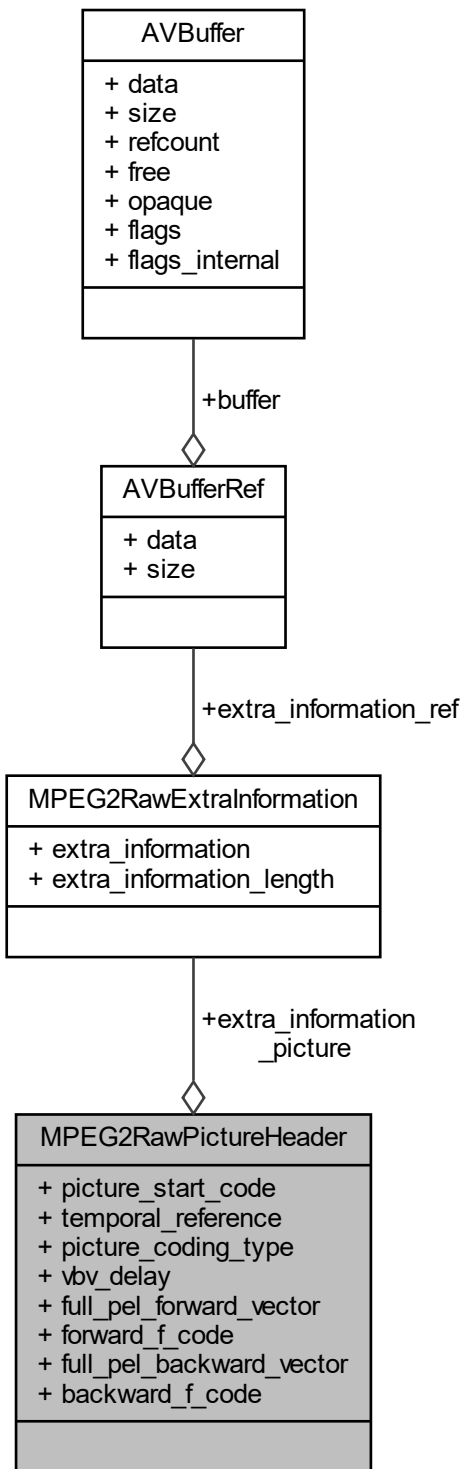 AVBuffer
+ data
+ size
+ refcount
+ free
+ opaque
+ flags
+ flags_internal
+buffer
AVBufferRef
+ data
+ size
+extra_information_ref
MPEG2RawExtraInformation
+ extra_information
+ extra_information_length
+extra_information
_picture
MPEG2RawPictureHeader
+ picture_start_code
+ temporal_reference
+ picture_coding_type
+ vbv_delay
+ full_pel_forward_vector
+ forward_f_code
+ full_pel_backward_vector
+ backward_f_code